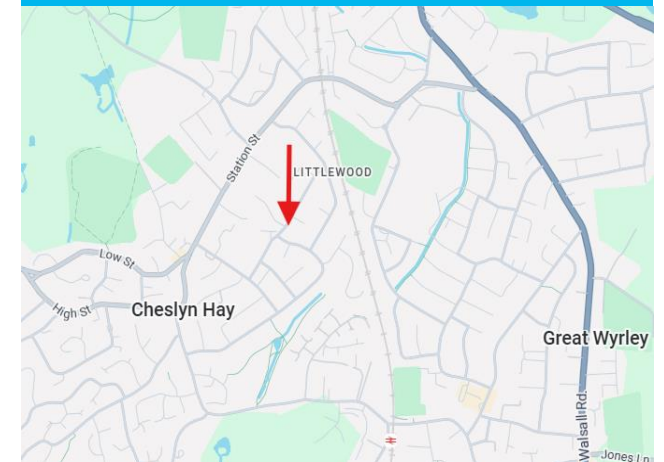 Station St
LITTLEWOOD
Low St
High St
Cheslyn Hay
Great Wyrley
Walsall Rd.
Jones Ln